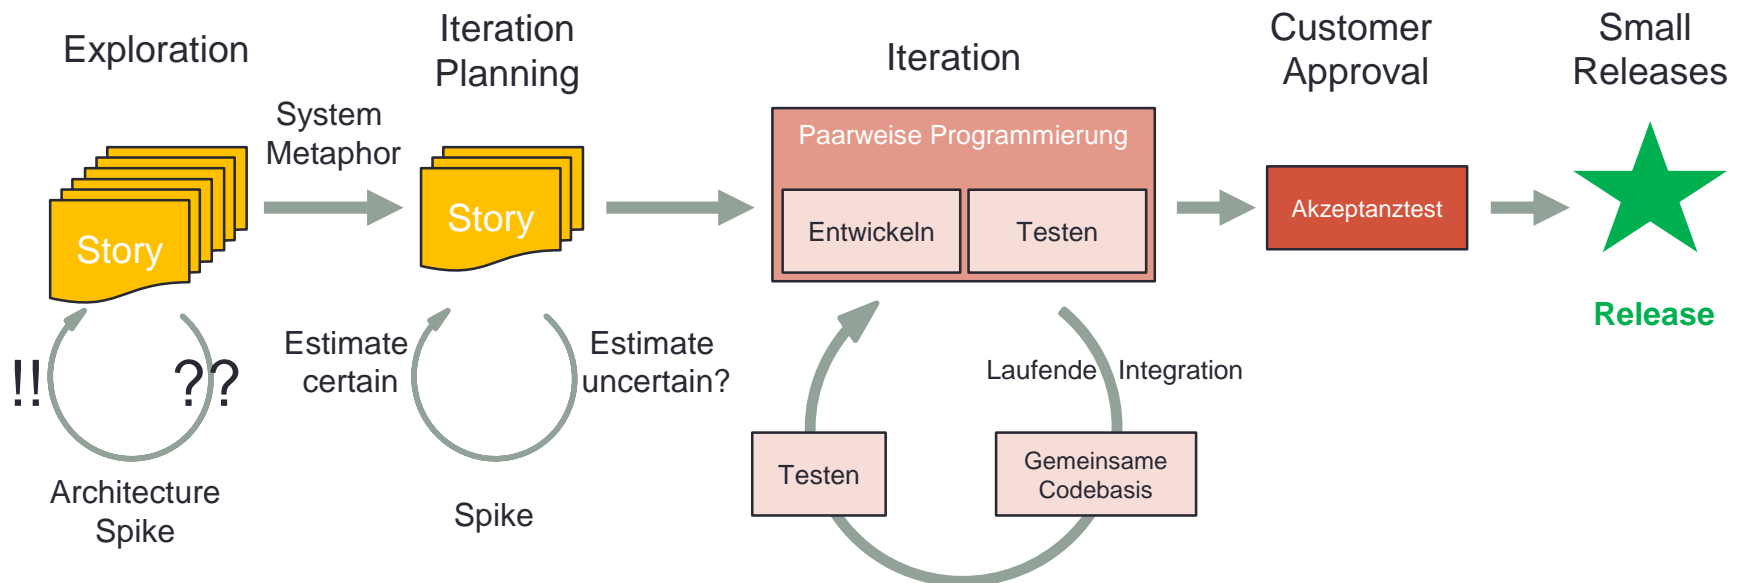 Exploration
Iteration
Planning
Iteration
Customer
Approval
Small
Releases
System
Metaphor
Story
Story
Paarweise Programmierung
Entwickeln
Testen
Akzeptanztest
Release
!!
??
Architecture
Spike
Estimate
certain
Estimate
uncertain?
Spike
Laufende Integration
Testen
Gemeinsame
Codebasis